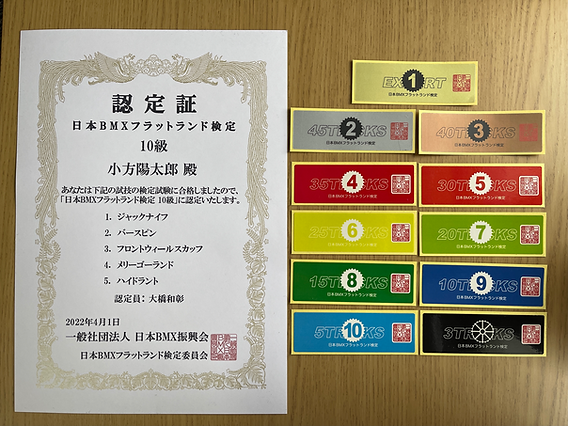 認定証
日本BMXフラットランド検定
10級
小方陽太郎 殿
あなたは下記の試技の検定試験に合格しましたので、
「日本BMXフラットランド検定 10級」に認定いたします。
1. ジャックナイフ
2. バースピン
3. フロントウィールスカッフ
4. メリーゴーランド
5. ハイドラント
認定員: 大橋和彰
2022年4月1日
一般社団法人 日本BMX振興会
日本BMXフラットランド検定委員会
EXPERT
1
日本BMXフラットランド検定
45TRICKS
2
日本BMXフラットランド検定
40TRICKS
3
日本BMXフラットランド検定
35TRICKS
4
日本BMXフラットランド検定
30TRICKS
5
日本BMXフラットランド検定
25TRICKS
6
日本BMXフラットランド検定
20TRICKS
7
日本BMXフラットランド検定
15TRICKS
8
日本BMXフラットランド検定
10TRICKS
9
日本BMXフラットランド検定
5TRICKS
10
日本BMXフラットランド検定
3TRICKS
日本BMXフラットランド検定